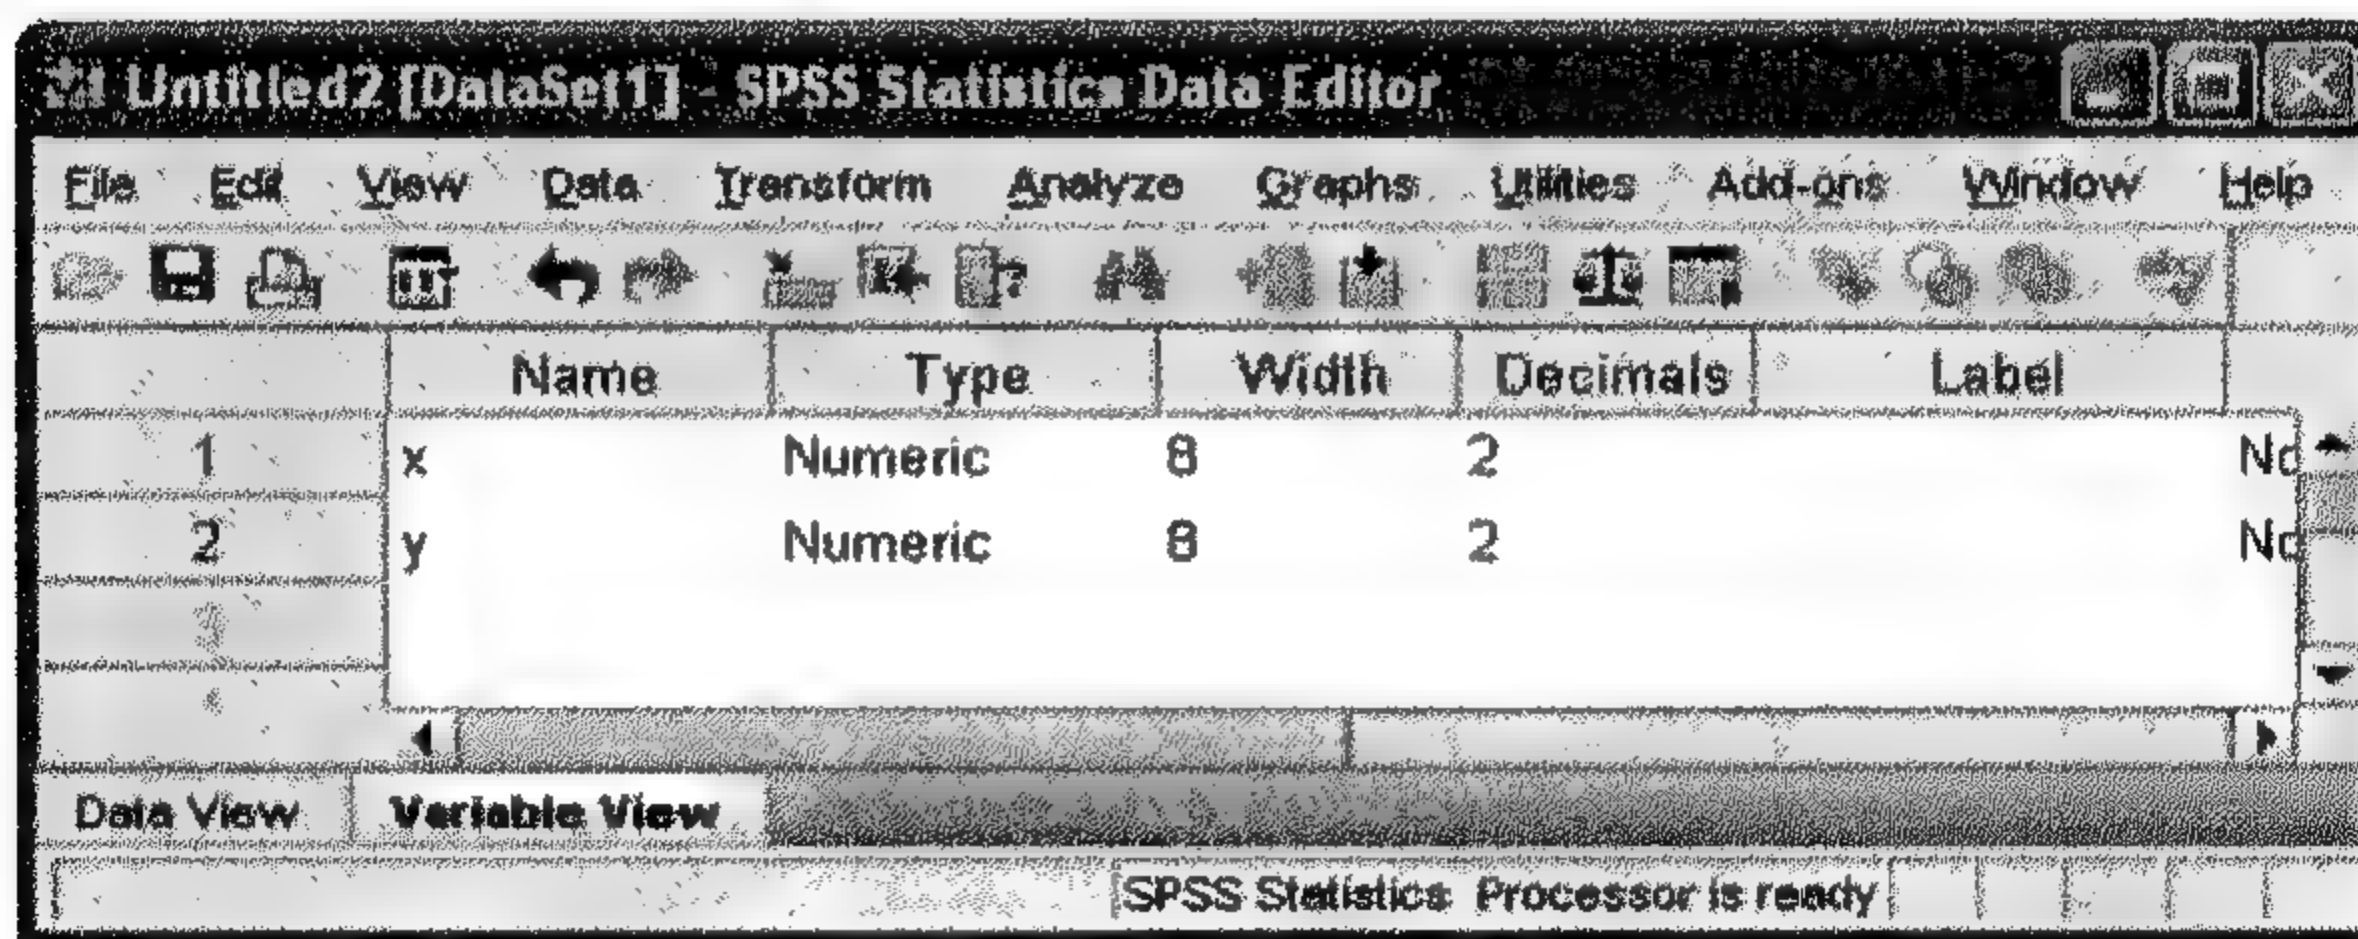 Untitled2 [DataSet1] - SPSS Statistics Data Editor
File Edit View Data Transform Analyze Graphs Utilities Add-ons Window Help
Name Type Width Decimals Label
1 x Numeric 8 2 No
2 y Numeric 8 2 No
Data View Variable View
SPSS Statistics Processor is ready